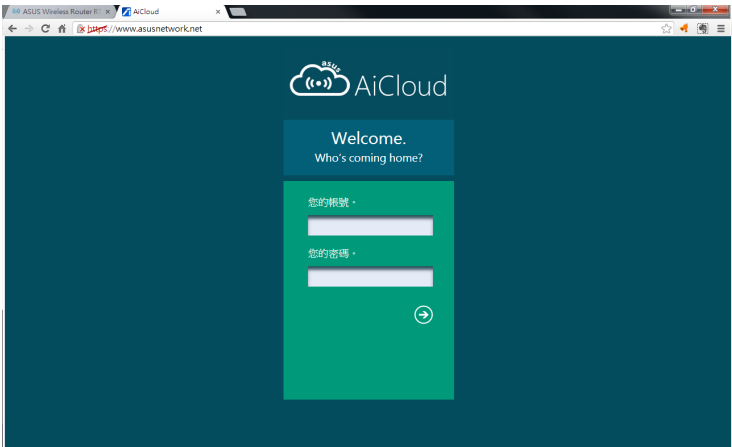 ASUS Wireless Router R
AiCloud
https://www.asusnetwork.net
asus
AiCloud
Welcome.
Who's coming home?
您的帳號。
您的密碼。